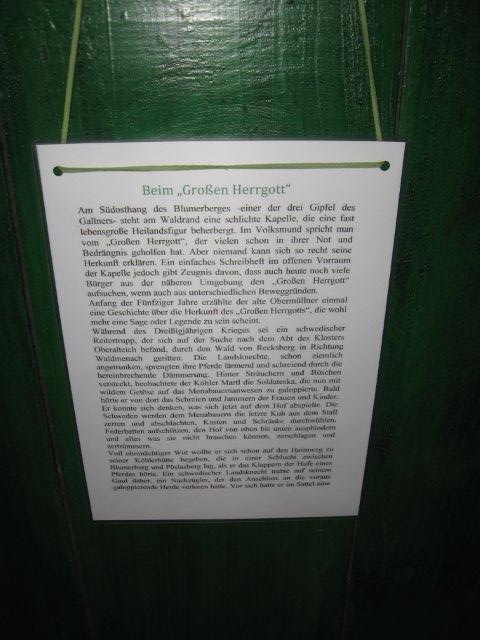 Beim „Großen Herrgott“
Am Südosthang des Blumerberges -einer der drei Gipfel des
Gallners- steht am Waldrand eine schlichte Kapelle, die eine fast
lebensgroße Heilandsfigur beherbergt. Im Volksmund spricht man
vom „Großen Herrgott“, der vielen schon in ihrer Not und
Bedrängnis geholfen hat. Aber niemand kann sich so recht seine
Herkunft erklären. Ein einfaches Schreibheft im offenen Vorraum
der Kapelle jedoch gibt Zeugnis davon, dass auch heute noch viele
Bürger aus der näheren Umgebung den „Großen Herrgott“
aufsuchen, wenn auch aus unterschiedlichen Beweggründen.
Anfang der Fünfziger Jahre erzählte der alte Obermüllner einmal
eine Geschichte über die Herkunft des „Großen Herrgotts“, die wohl
mehr eine Sage oder Legende zu sein scheint.
Während des Dreißigjährigen Krieges sei ein schwedischer
Reitertrupp, der sich auf der Suche nach dem Abt des Klosters
Oberalteich befand, durch den Wald von Recksberg in Richtung
Waldmenach geritten. Die Landsknechte, schon ziemlich
angetrunken, sprengten ihre Pferde lärmend und schreiend durch die
hereinbrechende Dämmerung. Hinter Sträuchern und Büschen
versteckt, beobachtete der Köhler Martl die Soldateska, die nun mit
wildem Getöse auf das Menabauernanwesen zu galoppierte. Bald
hörte er von dort das Schreien und Jammern der Frauen und Kinder.
Er konnte sich denken, was sich jetzt auf dem Hof abspielte. Die
Schweden werden dem Menabauern die letzte Kuh aus dem Stall
zerren und abschlachten, Kasten und Schränke durchwühlen,
Federbetten aufschlitzen, den Hof von oben bis unten ausplündern
und alles was sie nicht brauchen können, zerschlagen und
zertrümmern.
Voll ohnmächtiger Wut wollte er sich schon auf den Heimweg zu
seiner Köhlerhütte begeben, die in einer Schlucht zwischen
Blumerberg und Pöslasberg lag, als er das Klappern der Hufe eines
Pferdes hörte. Ein schwedischer Landsknecht trabte auf seinem
Gaul daher, ein Nachzügler, der den Anschluss an die voraus
galoppierende Herde verloren hatte. Vor sich hatte er im Sattel eine